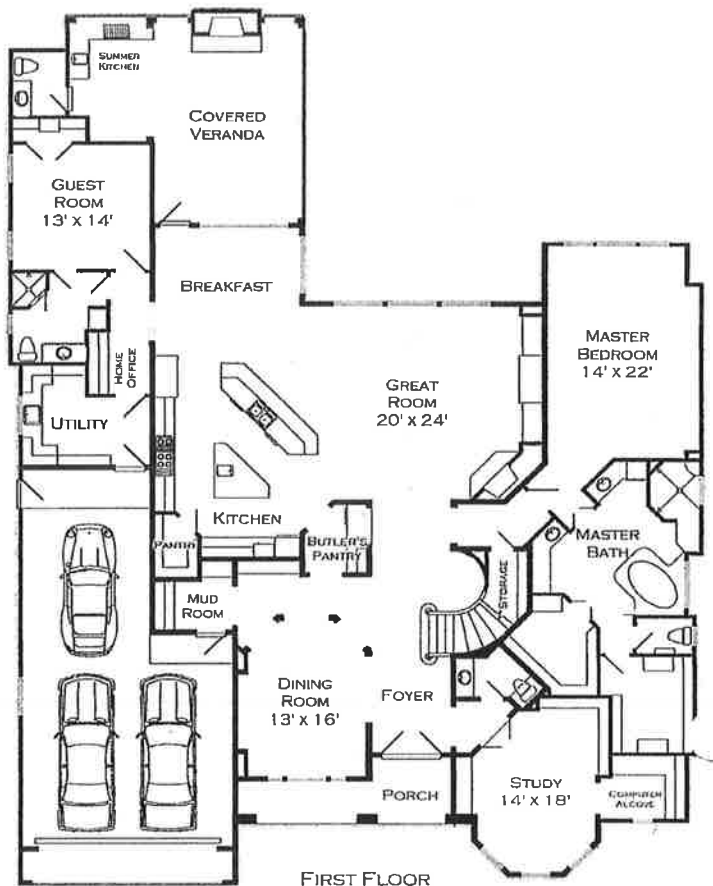 SUMMER
KITCHEN
COVERED
VERANDA
GUEST
ROOM
13' X 14'
BREAKFAST
HOME
OFFICE
UTILITY
GREAT
ROOM
20' X 24'
MASTER
BEDROOM
14' X 22'
KITCHEN
PANTRY
BUTLER'S
PANTRY
MASTER
BATH
STORAGE
MUD
ROOM
DINING
ROOM
13' X 16'
FOYER
PORCH
STUDY
14' X 18'
COMPUTER
ALCOVE
FIRST FLOOR